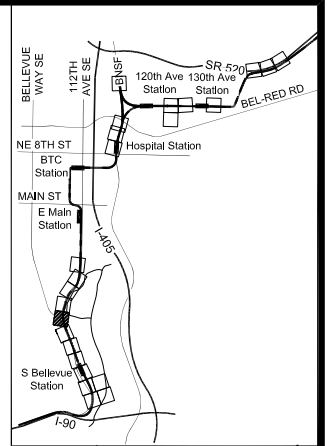 BELLEVUE
WAY SE
112TH
AVE SE
BNSF
SR 520
120th Ave
Station
130th Ave
Station
BEL-RED RD
NE 8TH ST
Hospital Station
BTC
Station
MAIN ST
E Main
Station
I-405
S Bellevue
Station
I-90